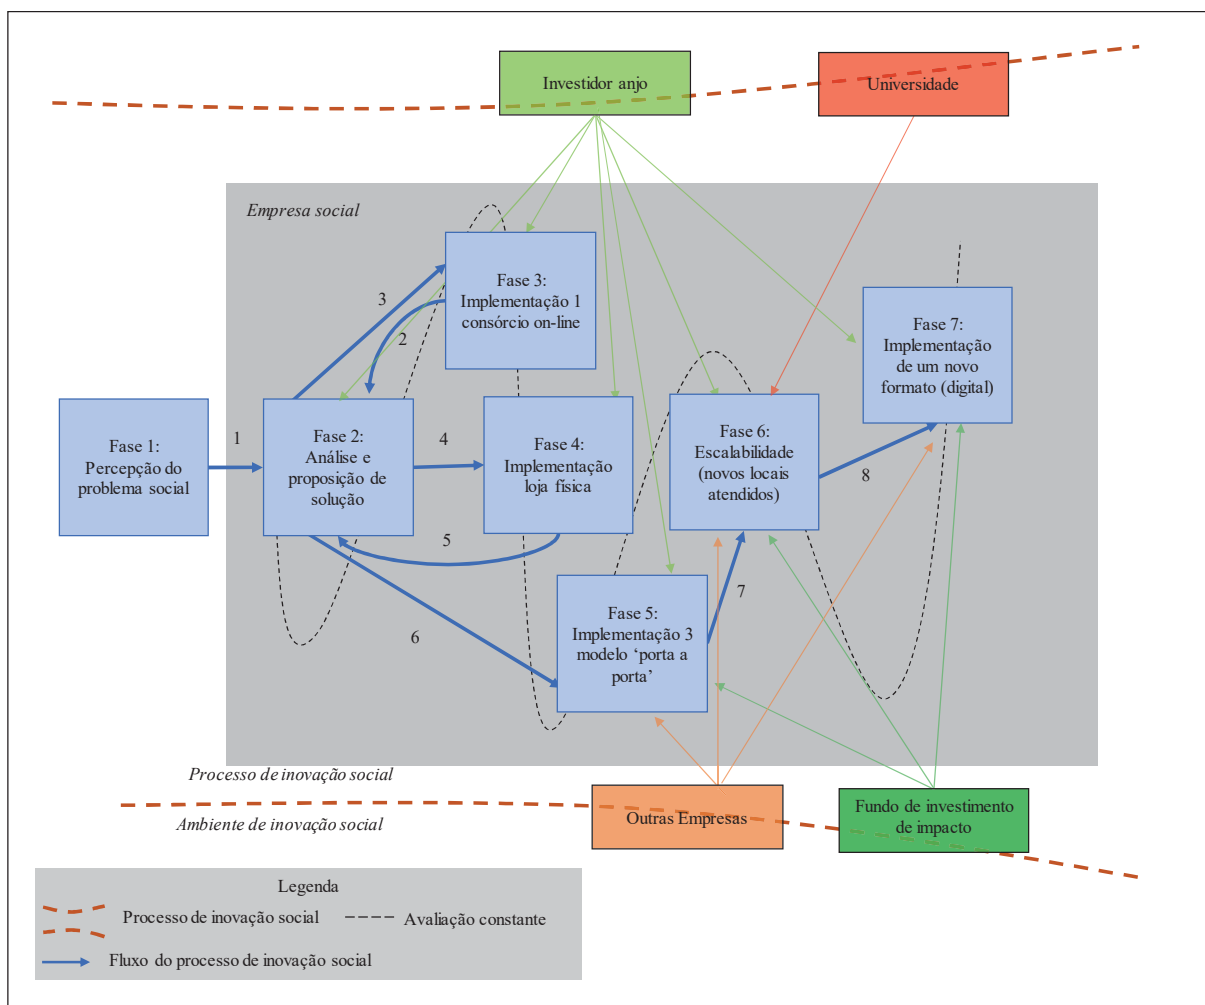 Investidor anjo
Universidade
Empresa social
Fase 3:
Implementação 1
consórcio on-line
3
2
Fase 7:
Implementação
de um novo
formato (digital)
Fase 1:
Percepção do
problema social
1
Fase 2:
Análise e
proposição de
solução
4
Fase 4:
Implementação
loja física
5
Fase 6:
Escalabilidade
(novos locais
atendidos)
8
6
Fase 5:
Implementação 3
modelo ‘porta a
porta’
7
Processo de inovação social
Ambiente de inovação social
Outras Empresas
Fundo de investimento
de impacto
Legenda
Processo de inovação social
Avaliação constante
Fluxo do processo de inovação social